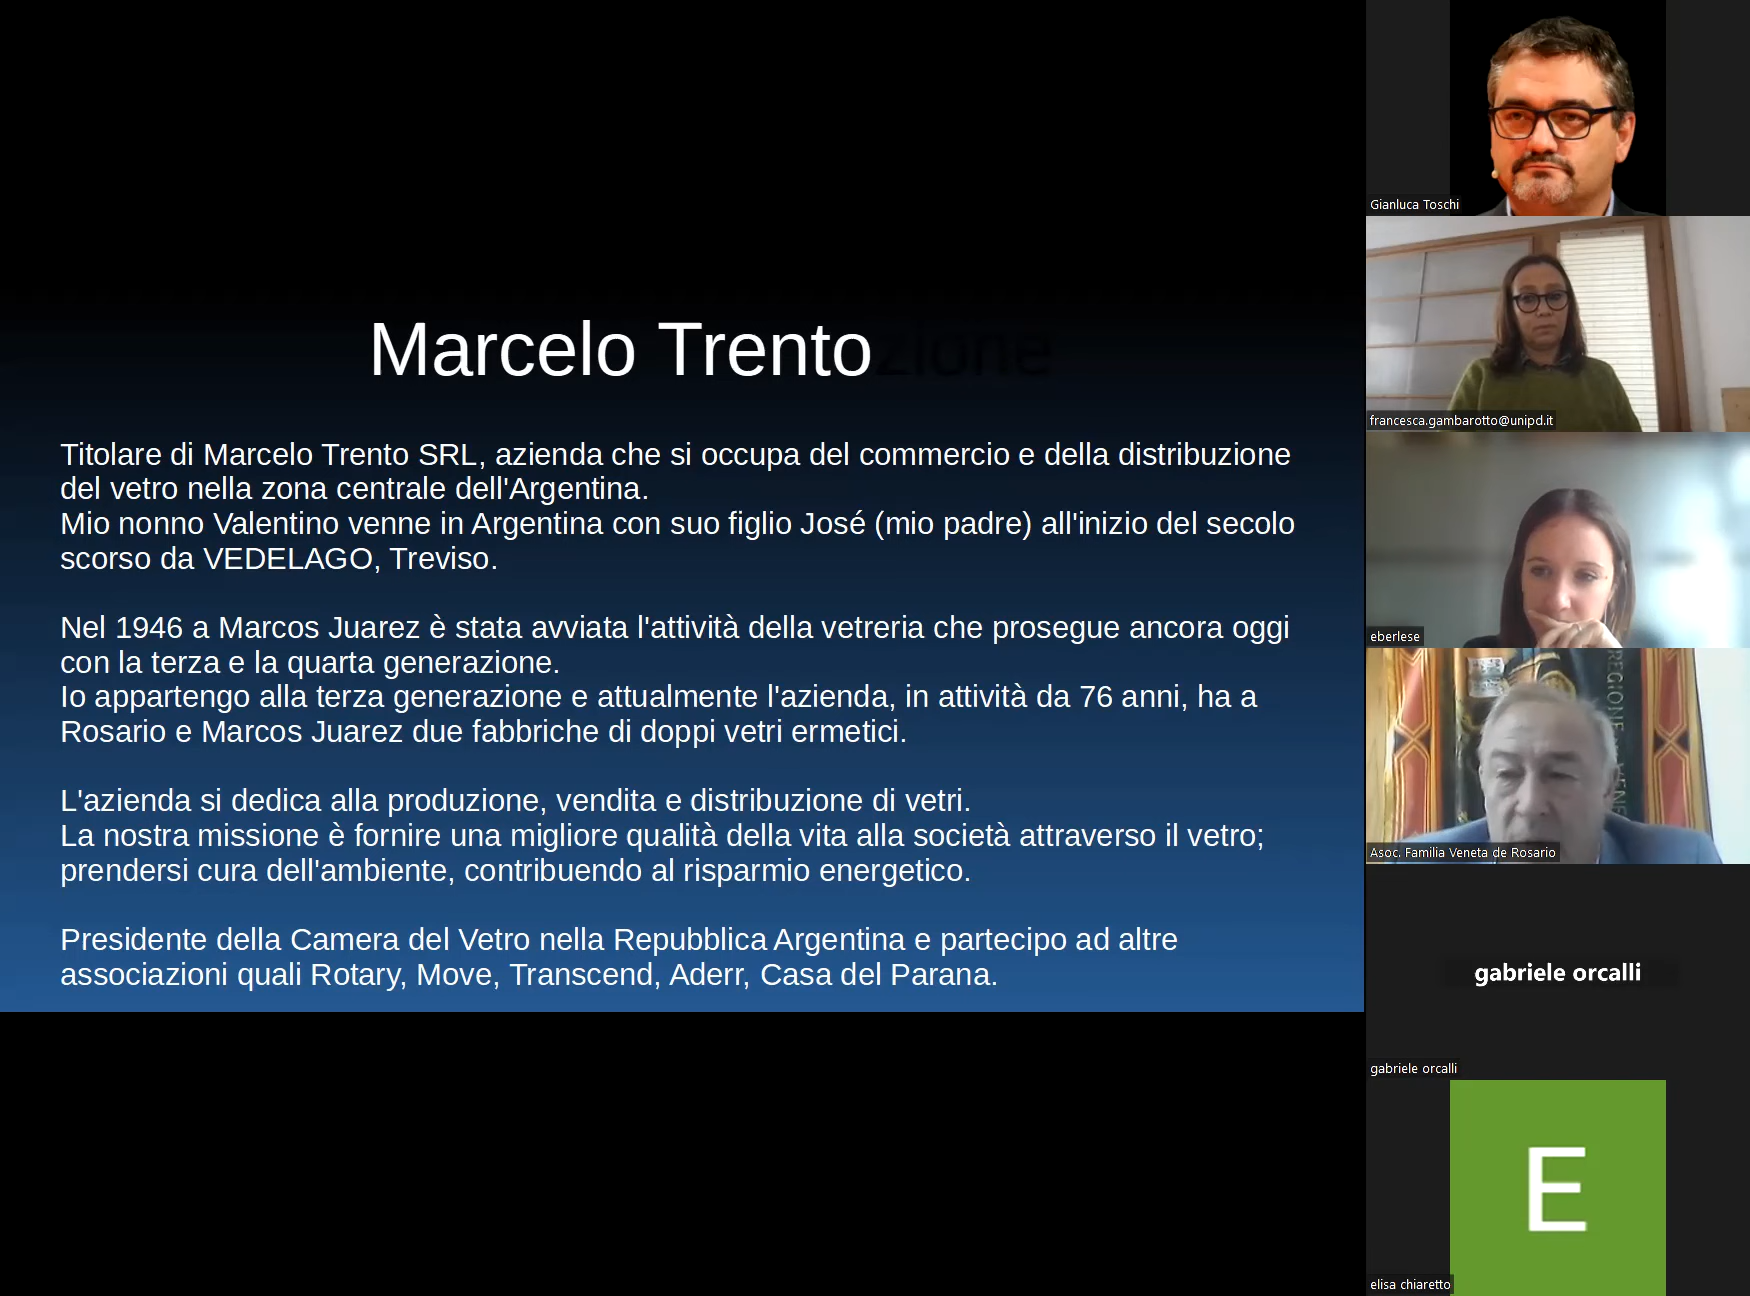 Marcelo Trento
Titolare di Marcelo Trento SRL, azienda che si occupa del commercio e della distribuzione
del vetro nella zona centrale dell'Argentina.
Mio nonno Valentino venne in Argentina con suo figlio José (mio padre) all'inizio del secolo
scorso da VEDELAGO, Treviso.
Nel 1946 a Marcos Juarez è stata avviata l'attività della vetreria che prosegue ancora oggi
con la terza e la quarta generazione.
Io appartengo alla terza generazione e attualmente l'azienda, in attività da 76 anni, ha a
Rosario e Marcos Juarez due fabbriche di doppi vetri ermetici.
L'azienda si dedica alla produzione, vendita e distribuzione di vetri.
La nostra missione è fornire una migliore qualità della vita alla società attraverso il vetro;
prendersi cura dell'ambiente, contribuendo al risparmio energetico.
Presidente della Camera del Vetro nella Repubblica Argentina e partecipo ad altre
associazioni quali Rotary, Move, Transcend, Aderr, Casa del Parana.
Gianluca Toschi
francesca.gambarotto@unipd.it
eberlese
REGIONE
Asoc. Familia Veneta de Rosario
gabriele orcalli
gabriele orcalli
E
elisa chiaretto